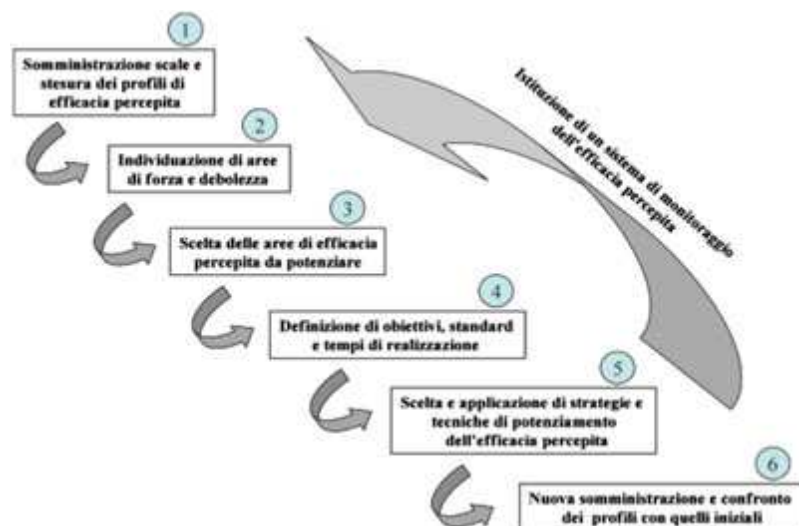 1
Somministrazione scale e
stesura dei profili di
efficacia percepita
2
Individuazione di aree
di forza e debolezza
3
Scelta delle aree di efficacia
percepita da potenziare
4
Definizione di obiettivi, standard
e tempi di realizzazione
5
Scelta e applicazione di strategie e
tecniche di potenziamento
dell'efficacia percepita
6
Nuova somministrazione e confronto
dei profili con quelli iniziali
Istituzione di un sistema di monitoraggio
dell'efficacia percepita